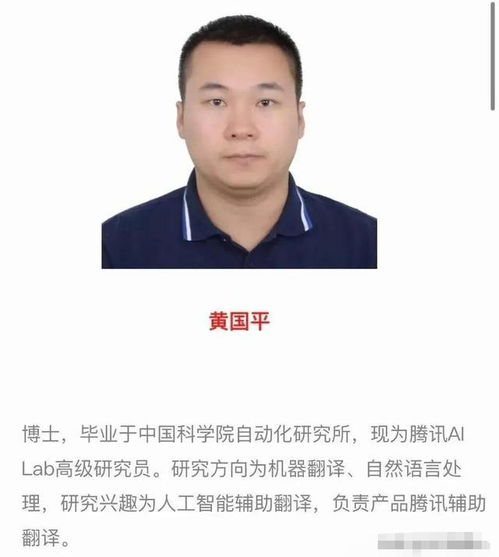 黄国平
博士，毕业于中国科学院自动化研究所，现为腾讯AI
Lab高级研究员。研究方向为机器翻译、自然语言处
理，研究兴趣为人工智能辅助翻译，负责产品腾讯辅助
翻译。